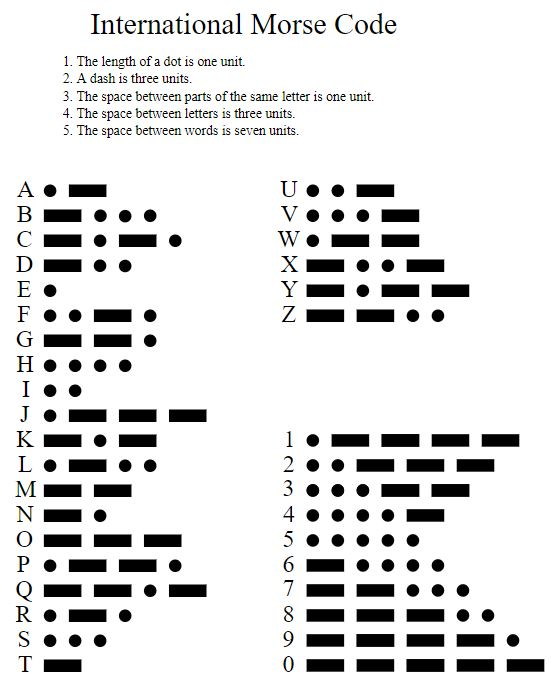 International Morse Code
1. The length of a dot is one unit.
2. A dash is three units.
3. The space between parts of the same letter is one unit.
4. The space between letters is three units.
5. The space between words is seven units.
A
B
C
D
E
F
G
H
I
J
K
L
M
N
O
P
Q
R
S
T
U
V
W
X
Y
Z
1
2
3
4
5
6
7
8
9
0